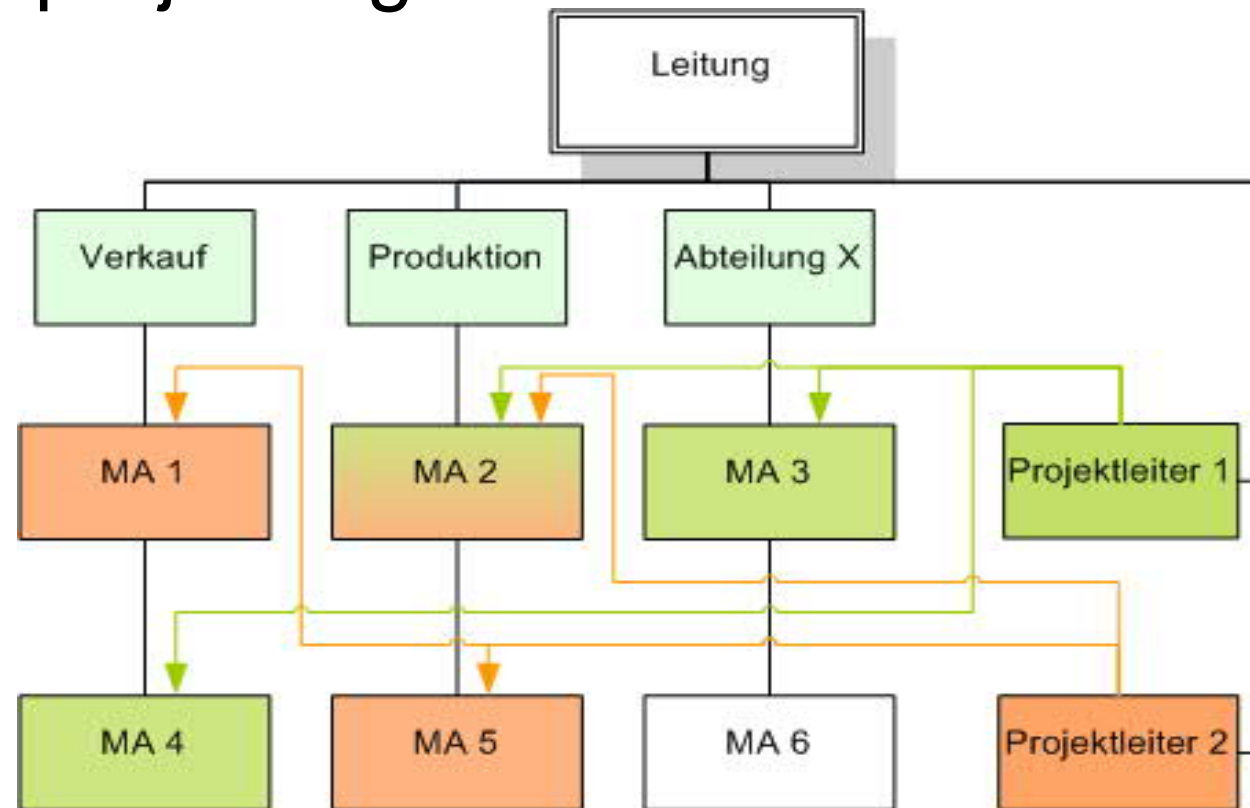 Leitung
Verkauf
Produktion
Abteilung X
MA 1
MA 2
MA 3
Projektleiter 1
MA 4
MA 5
MA 6
Projektleiter 2